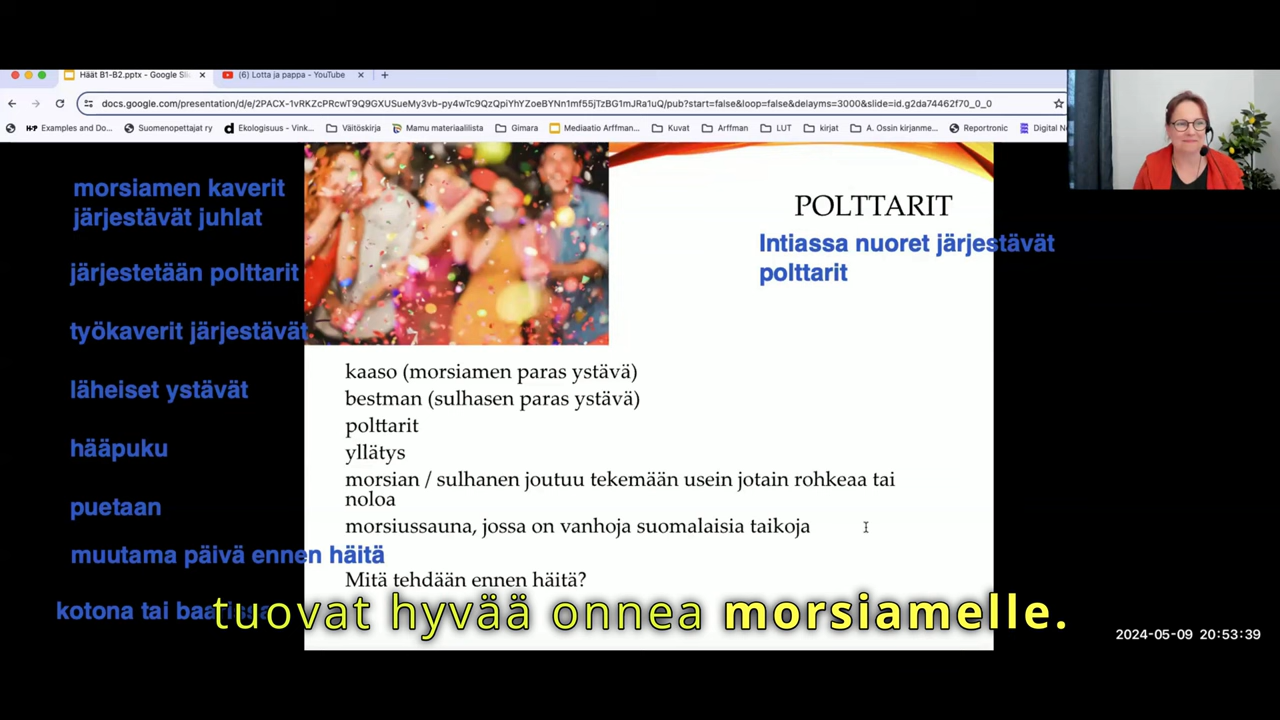 Häät B1-B2.pptx - Google Sli
(6) Lotta ja pappa - YouTube
docs.google.com/presentation/d/e/2PACX-1vRKZcPRcwT9Q9GXUSueMy3vb-py4wTc9QzQpiYhYZoeBYNn1mf55jTzBG1mJRa1uQ/pub?start=false&loop=false&delayms=3000&slide=id.g2da74462f70_0_0
Examples and Do... Suomenopettajat ry Ekologisuus - Vink... Väitöskirja Mamu materiaalilista Gimara Mediaatio Arffman... Kuvat Arffman LUT kirjat A. Ossin kirjanme... Reportronic Digital Ne
morsiamen kaverit
järjestävät juhlat
järjestetään polttarit
työkaverit järjestävät
läheiset ystävät
hääpuku
puetaan
muutama päivä ennen häitä
kotona tai baarissa
POLTTARIT
Intiassa nuoret järjestävät
polttarit
kaaso (morsiamen paras ystävä)
bestman (sulhasen paras ystävä)
polttarit
yllätys
morsian / sulhanen joutuu tekemään usein jotain rohkeaa tai
noloa
morsiussauna, jossa on vanhoja suomalaisia taikoja
Mitä tehdään ennen häitä?
tuovat hyvää onnea morsiamelle.
2024-05-09 20:53:39